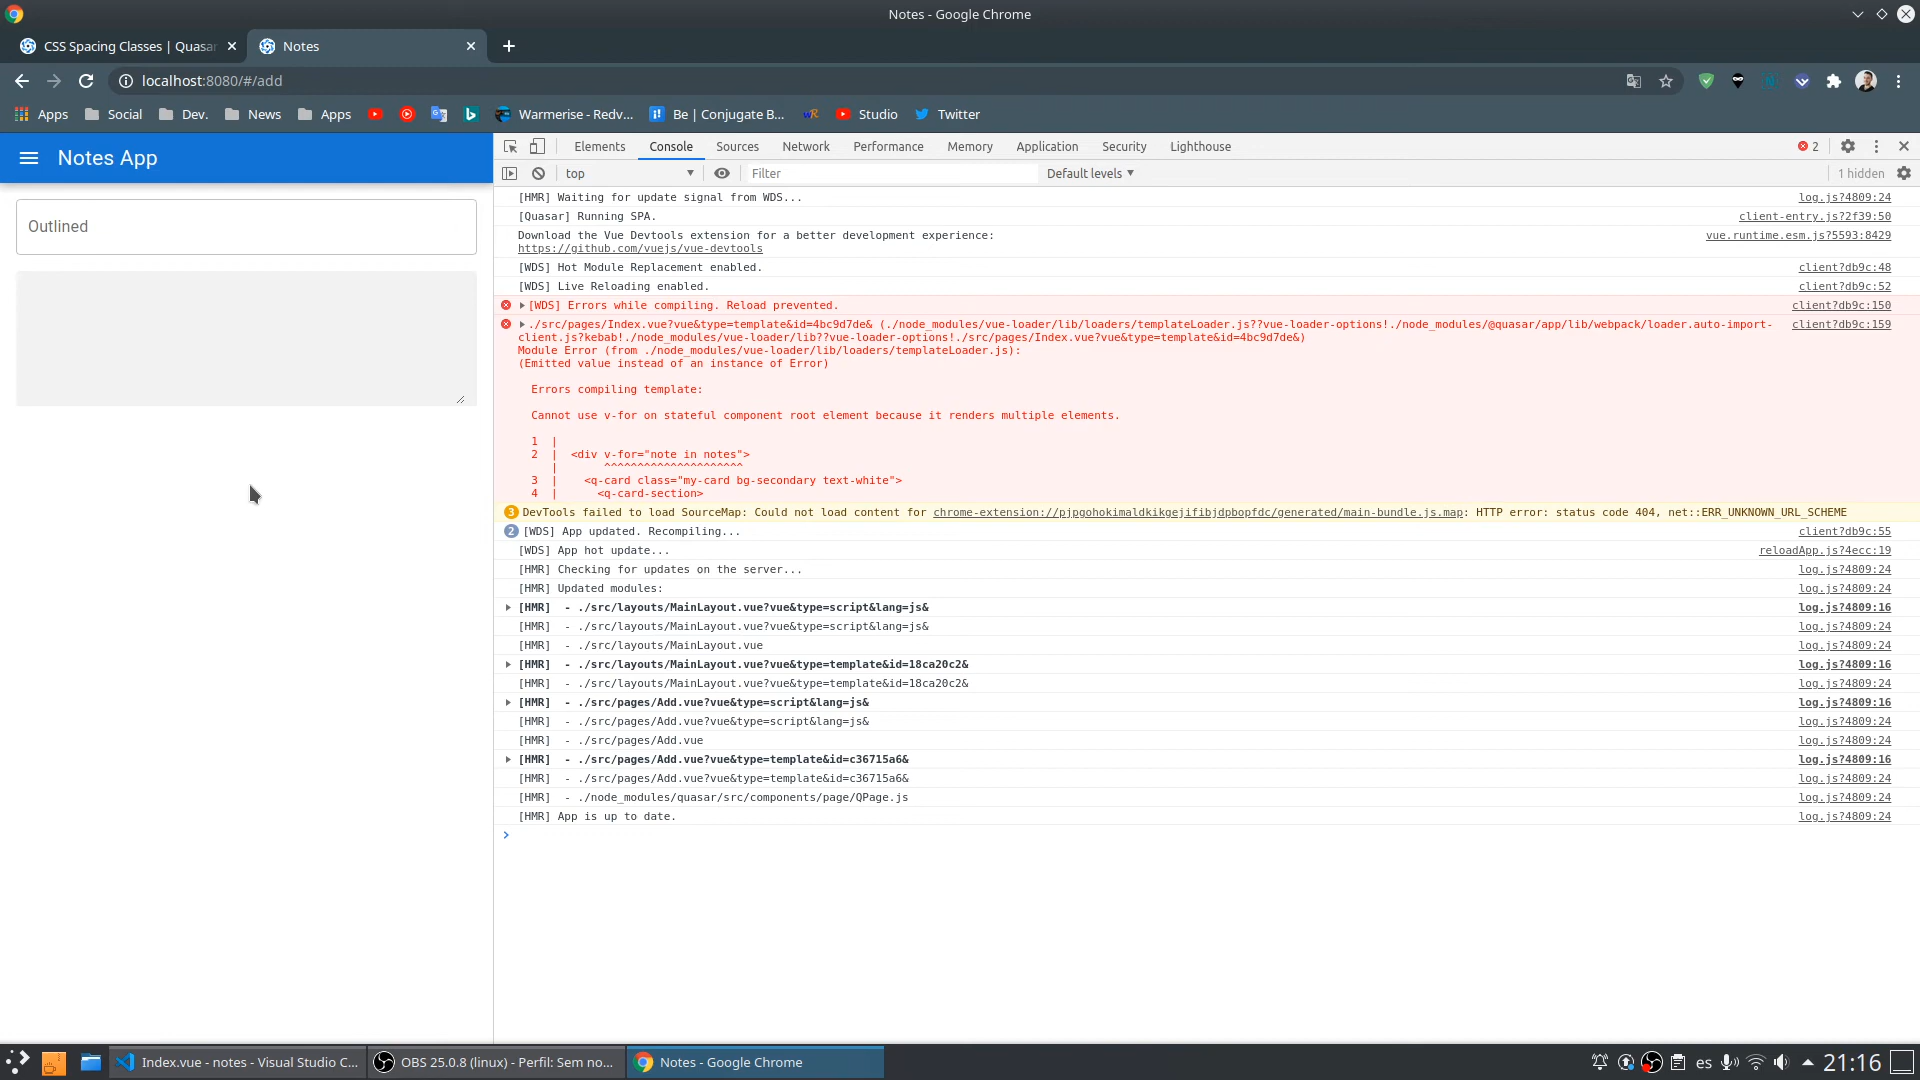 Notes - Google Chrome
CSS Spacing Classes | Quasar
Notes
localhost:8080/#/add
Apps
Social
Dev.
News
Apps
Warmerise - Redv...
Be | Conjugate B...
Studio
Twitter
Notes App
Outlined
Elements Console Sources Network Performance Memory Application Security Lighthouse
2
top
Filter
Default levels
1 hidden
[HMR] Waiting for update signal from WDS... log.js?4809:24
[Quasar] Running SPA. client-entry.js?2f39:50
Download the Vue Devtools extension for a better development experience: vue.runtime.esm.js?5593:8429
https://github.com/vuejs/vue-devtools
[WDS] Hot Module Replacement enabled. client?db9c:48
[WDS] Live Reloading enabled. client?db9c:52
[WDS] Errors while compiling. Reload prevented. client?db9c:150
./src/pages/Index.vue?vue&type=template&id=4bc9d7de& (./node_modules/vue-loader/lib/loaders/templateLoader.js??vue-loader-options!./node_modules/@quasar/app/lib/webpack/loader.auto-import- client?db9c:159
client.js?kebab!./node_modules/vue-loader/lib??vue-loader-options!./src/pages/Index.vue?vue&type=template&id=4bc9d7de&)
Module Error (from ./node_modules/vue-loader/lib/loaders/templateLoader.js):
(Emitted value instead of an instance of Error)
Errors compiling template:
Cannot use v-for on stateful component root element because it renders multiple elements.
1 |
2 | <div v-for="note in notes">
| ^^^^^^^^^^^^^^^^^^^^^
3 | <q-card class="my-card bg-secondary text-white">
4 | <q-card-section>
3 DevTools failed to load SourceMap: Could not load content for chrome-extension://pjpgohokimaldkikgejifibjdpbopfdc/generated/main-bundle.js.map: HTTP error: status code 404, net::ERR_UNKNOWN_URL_SCHEME
2 [WDS] App updated. Recompiling... client?db9c:55
[WDS] App hot update... reloadApp.js?4ecc:19
[HMR] Checking for updates on the server... log.js?4809:24
[HMR] Updated modules: log.js?4809:24
[HMR]  - ./src/layouts/MainLayout.vue?vue&type=script&lang=js& log.js?4809:16
[HMR]  - ./src/layouts/MainLayout.vue?vue&type=script&lang=js& log.js?4809:24
[HMR]  - ./src/layouts/MainLayout.vue log.js?4809:24
[HMR]  - ./src/layouts/MainLayout.vue?vue&type=template&id=18ca20c2& log.js?4809:16
[HMR]  - ./src/layouts/MainLayout.vue?vue&type=template&id=18ca20c2& log.js?4809:24
[HMR]  - ./src/pages/Add.vue?vue&type=script&lang=js& log.js?4809:16
[HMR]  - ./src/pages/Add.vue?vue&type=script&lang=js& log.js?4809:24
[HMR]  - ./src/pages/Add.vue log.js?4809:24
[HMR]  - ./src/pages/Add.vue?vue&type=template&id=c36715a6& log.js?4809:16
[HMR]  - ./src/pages/Add.vue?vue&type=template&id=c36715a6& log.js?4809:24
[HMR]  - ./node_modules/quasar/src/components/page/QPage.js log.js?4809:24
[HMR] App is up to date. log.js?4809:24
Index.vue - notes - Visual Studio C...
OBS 25.0.8 (linux) - Perfil: Sem no...
Notes - Google Chrome
es
21:16